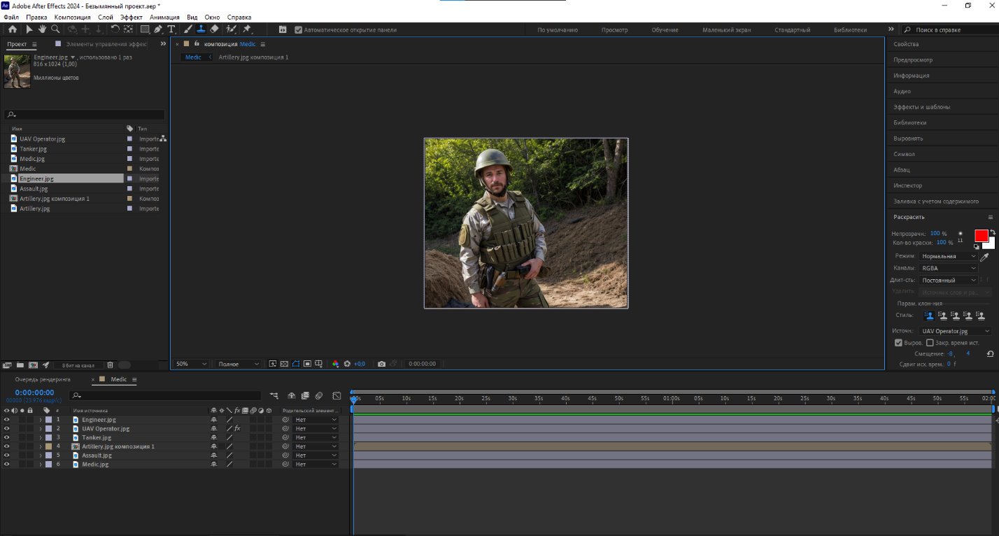 Adobe After Effects 2024 - Безымянный проект.aep *
Файл Правка Композиция Слой Эффект Анимация Вид Окно Справка
Автоматическое открытие панели По умолчанию Просмотр Обучение Маленький экран Стандартный Библиотеки Поиск в справке
Проект Элементы управления эффек:
Engineer.jpg , использовано 1 раз
816 x 1024 (1,00)
Миллионы цветов
Имя Тип
UAV Operator.jpg Importe
Tanker.jpg Importe
Medic.jpg Importe
Medic Композ
Engineer.jpg Importe
Assault.jpg Importe
Artillery.jpg композиция 1 Композ
Artillery.jpg Importe
8 бит на канал
композиция Medic
Medic Artillery.jpg композиция 1
50% Полное +0,0 0:00:00:00
Свойства
Предпросмотр
Информация
Аудио
Эффекты и шаблоны
Библиотеки
Выровнять
Символ
Абзац
Инспектор
Заливка с учетом содержимого
Раскрасить
Непрозрачн.: 100 %
Кол-во краски: 100 % 11
Режим: Нормальная
Каналы: RGBA
Длит-сть: Постоянный 1 f
Удалить: Источник слоя и ра...
Парам. клон-ния
Стиль:
Источн.: UAV Operator.jpg
Выров. Закр. время ист.
Смещение: -8 , 4
Сдвиг исх. врем.: 0 f
Очередь рендеринга Medic
0:00:00:00
00000 (23.976 кадр/с)
# Имя источника Родительский элемент ...
1 Engineer.jpg Нет
2 UAV Operator.jpg fx Нет
3 Tanker.jpg Нет
4 Artillery.jpg композиция 1 Нет
5 Assault.jpg Нет
6 Medic.jpg Нет
00s 05s 10s 15s 20s 25s 30s 35s 40s 45s 50s 55s 01:00s 05s 10s 15s 20s 25s 30s 35s 40s 45s 50s 55s 02:00